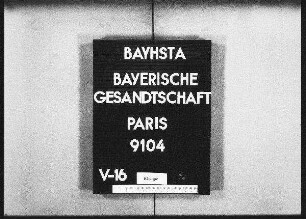 BAYHSTA
BAYERISCHE
GESANDTSCHAFT
PARIS
9104
V-16